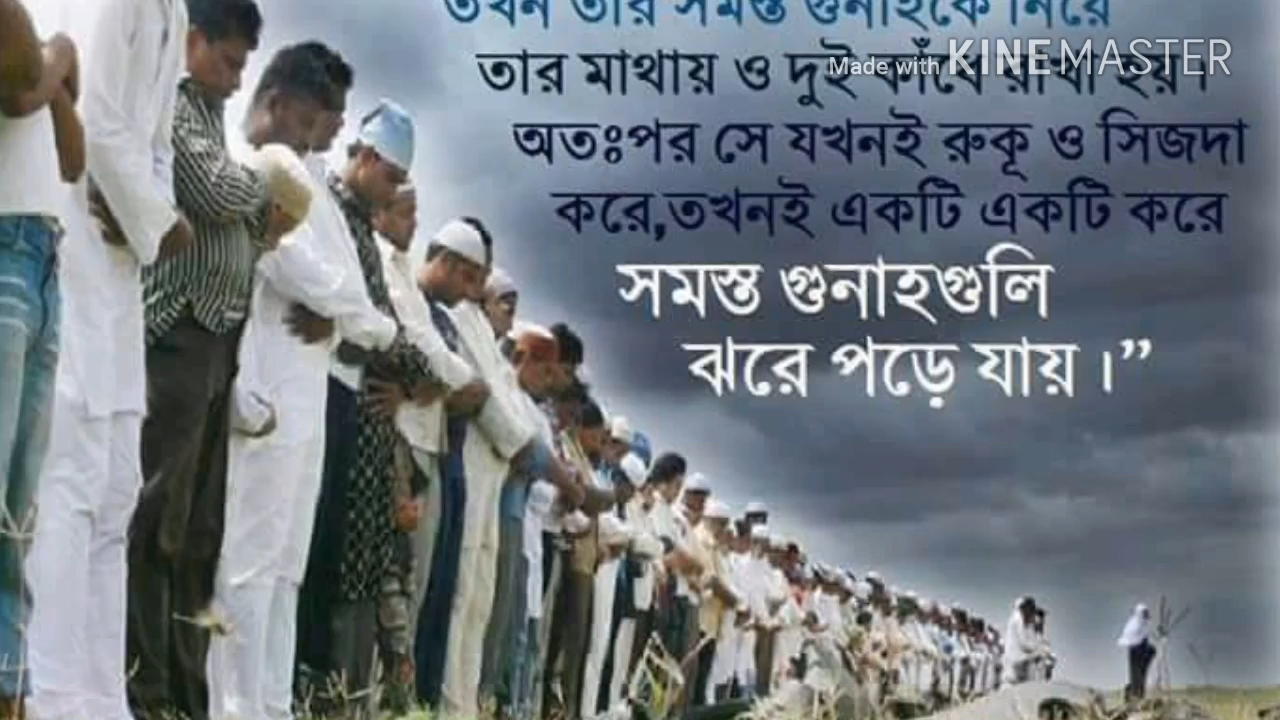 তখন তার সমস্ত গুনাহকে নিয়ে
তার মাথায় ও দুই কাঁধে রাখা হয়।
Made with KINEMASTER
অতঃপর সে যখনই রুকূ ও সিজদা
করে,তখনই একটি একটি করে
সমস্ত গুনাহগুলি
ঝরে পড়ে যায়।”